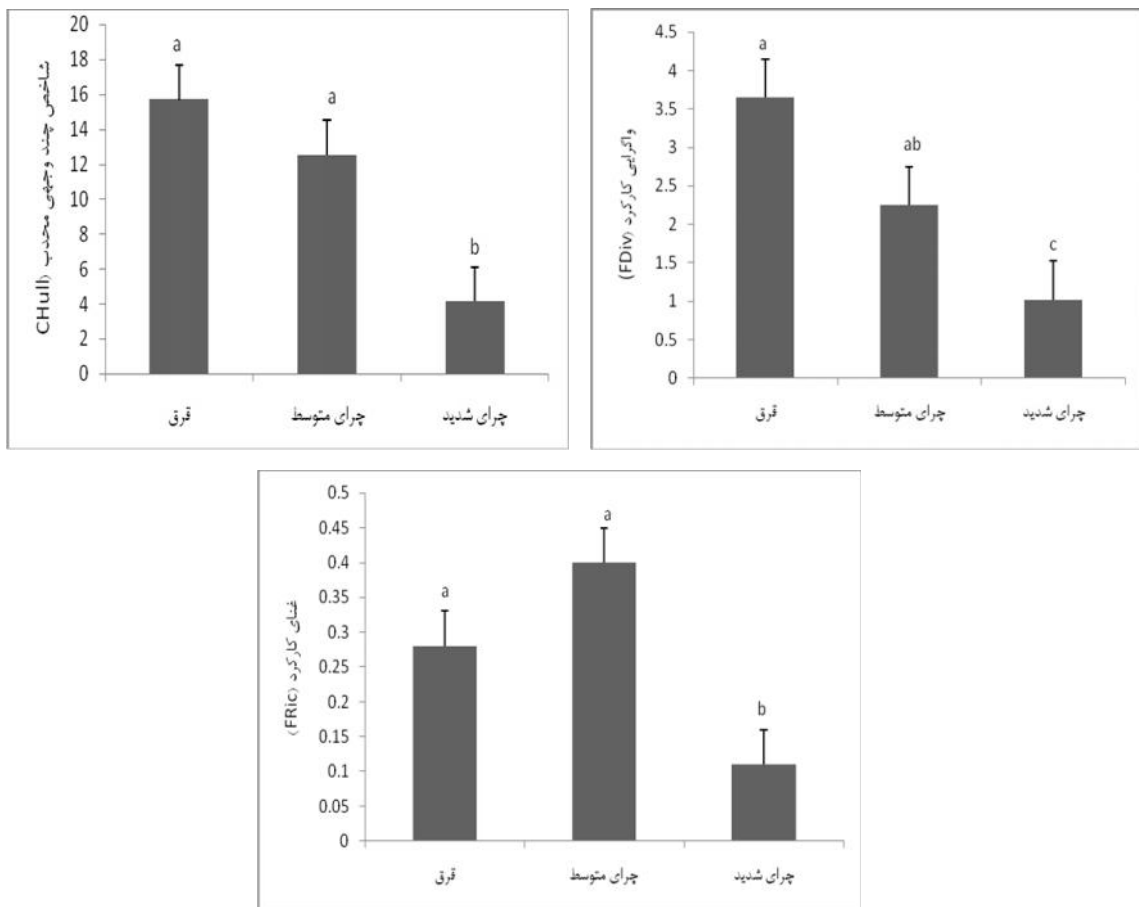 شاخص چند وجهی محدب (CHull
20
18
16
14
12
10
8
6
4
2
0
a
a
b
قرق
چرای متوسط
چرای شدید
واگرایی کارکرد (FDiv)
4.5
4
3.5
3
2.5
2
1.5
1
0.5
0
a
ab
c
قرق
چرای متوسط
چرای شدید
غنای کارکرد (FRic)
0.5
0.45
0.4
0.35
0.3
0.25
0.2
0.15
0.1
0.05
0
a
a
b
قرق
چرای متوسط
چرای شدید